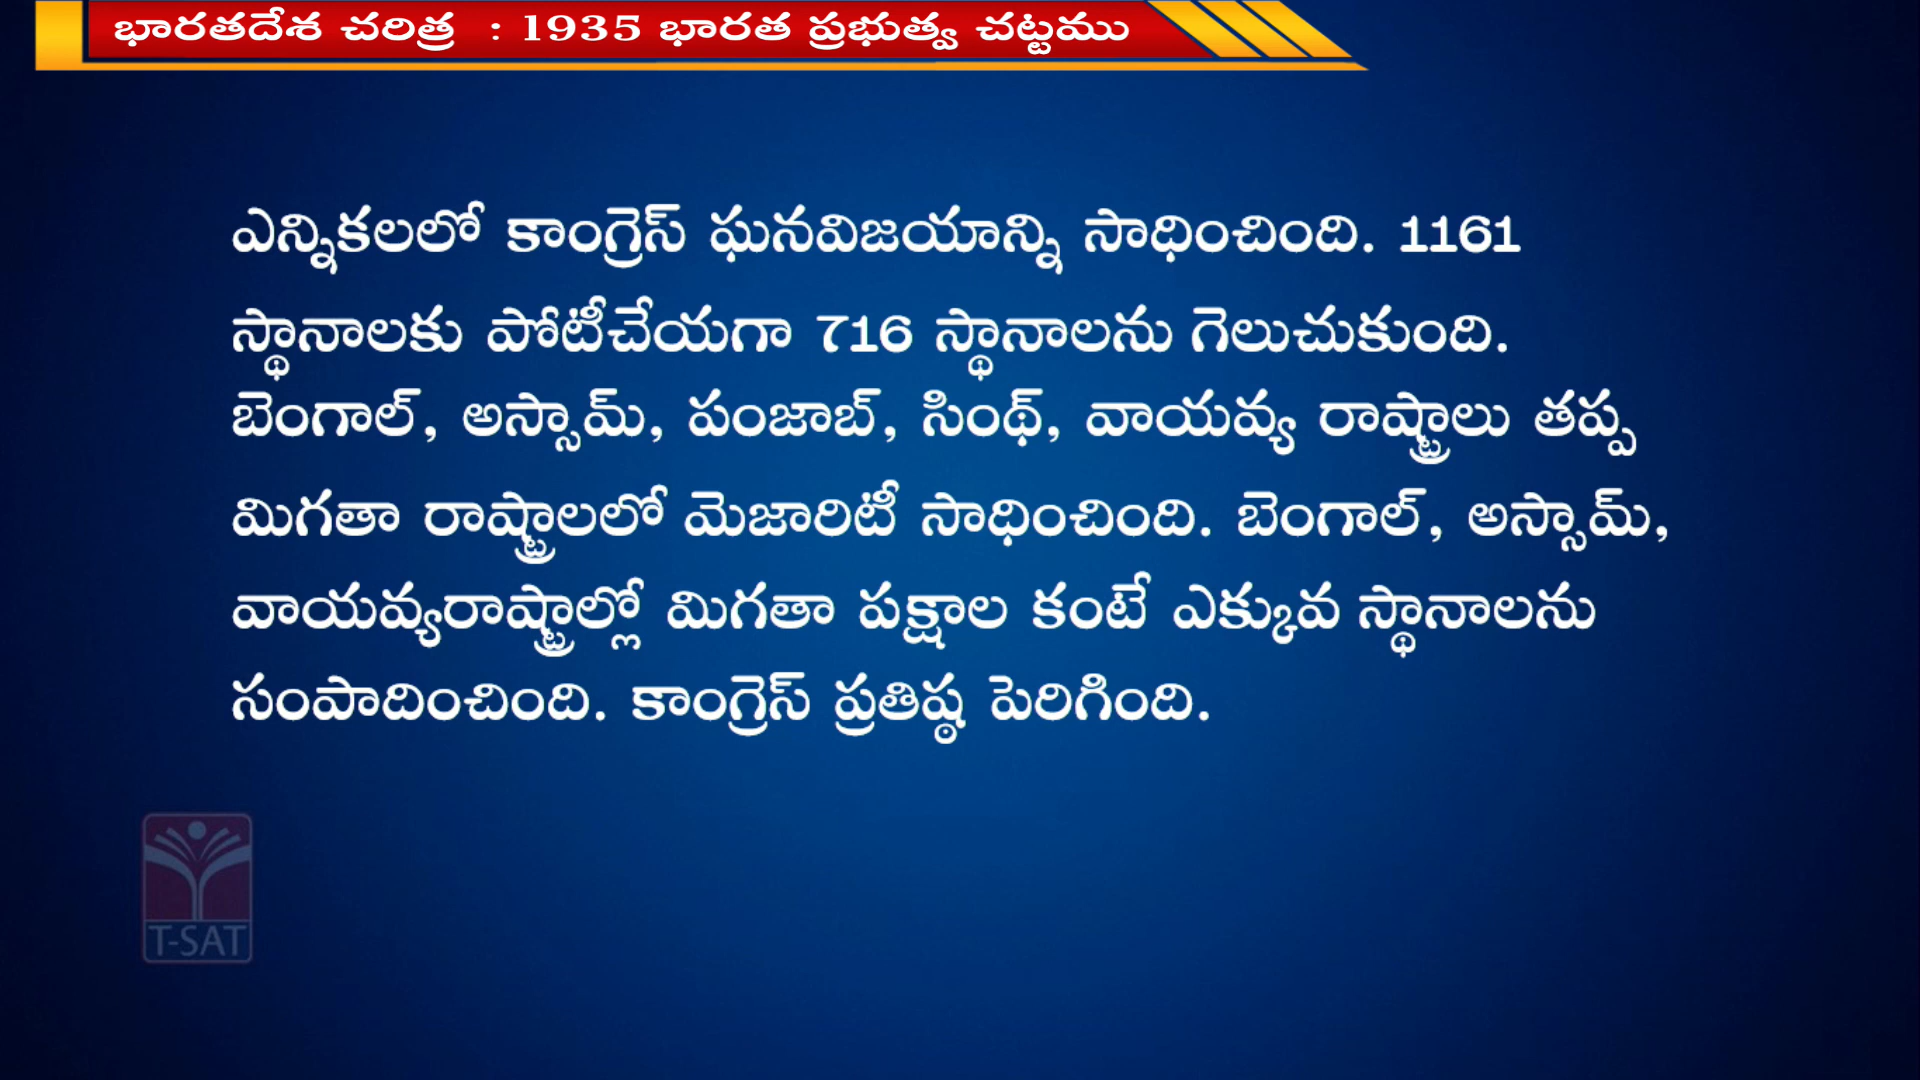 భారతదేశ చరిత్ర : 1935 భారత ప్రభుత్వ చట్టము
ఎన్నికలలో కాంగ్రెస్ ఘనవిజయాన్ని సాధించింది. 1161
స్థానాలకు పోటీచేయగా 716 స్థానాలను గెలుచుకుంది.
బెంగాల్, అస్సామ్, పంజాబ్, సింథ్, వాయవ్య రాష్ట్రాలు తప్ప
మిగతా రాష్ట్రాలలో మెజారిటీ సాధించింది. బెంగాల్, అస్సామ్,
వాయవ్యరాష్ట్రాల్లో మిగతా పక్షాల కంటే ఎక్కువ స్థానాలను
సంపాదించింది. కాంగ్రెస్ ప్రతిష్ఠ పెరిగింది.
T-SAT